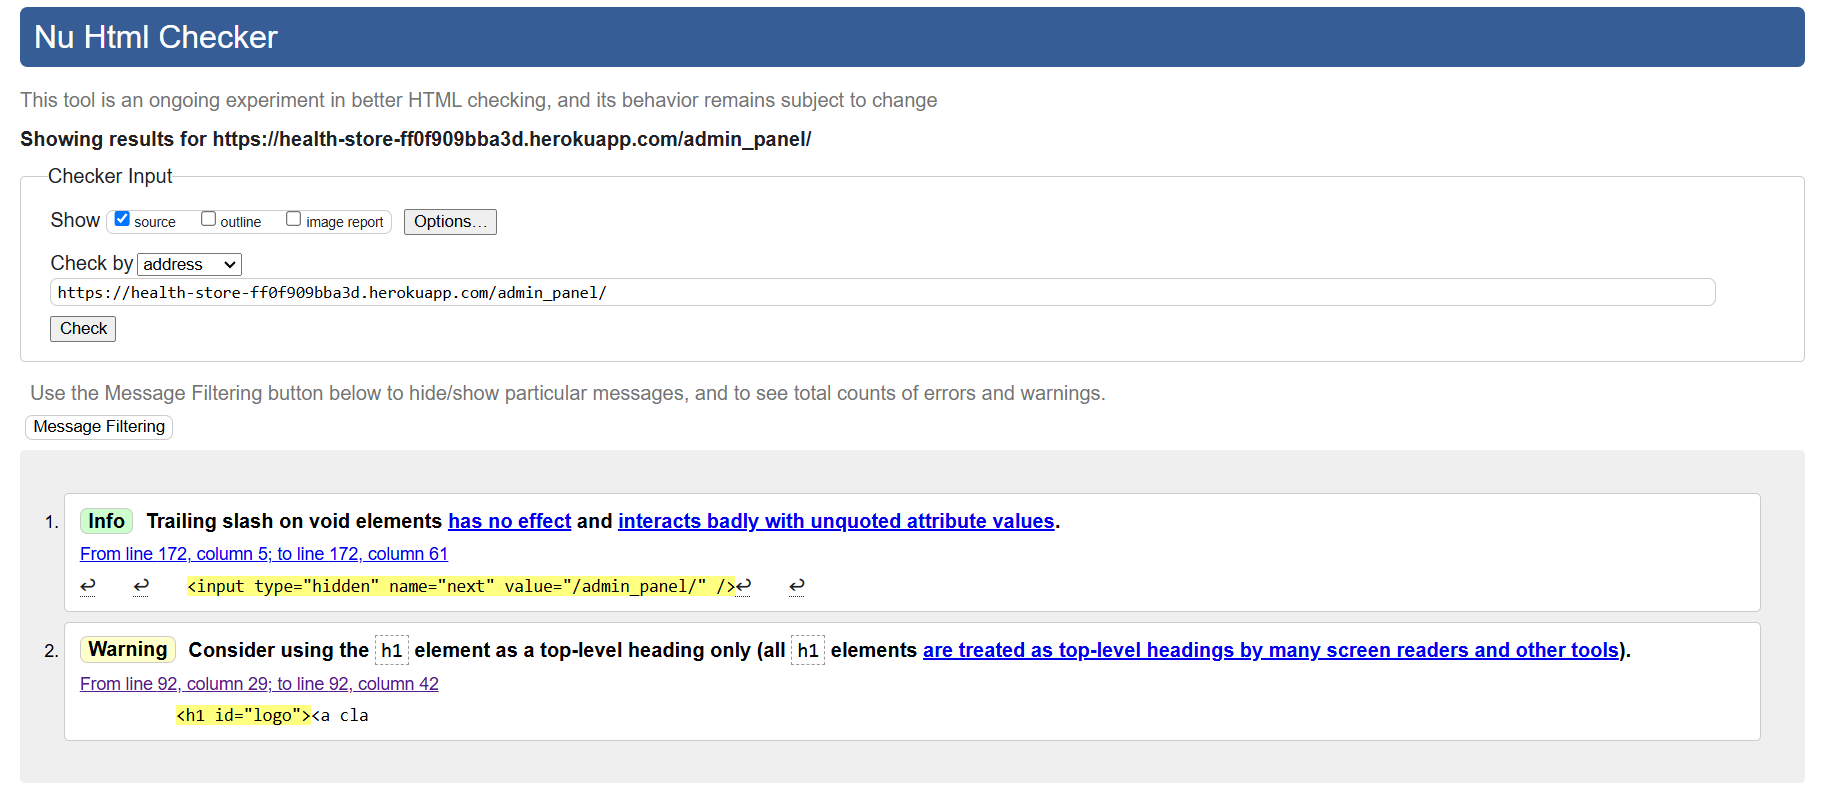 Nu Html Checker
This tool is an ongoing experiment in better HTML checking, and its behavior remains subject to change
Showing results for https://health-store-ff0f909bba3d.herokuapp.com/admin_panel/
Checker Input
Show source outline image report Options...
Check by address
https://health-store-ff0f909bba3d.herokuapp.com/admin_panel/
Check
Use the Message Filtering button below to hide/show particular messages, and to see total counts of errors and warnings.
Message Filtering
1. Info Trailing slash on void elements has no effect and interacts badly with unquoted attribute values.
From line 172, column 5; to line 172, column 61
↩ ↩ <input type="hidden" name="next" value="/admin_panel/" />↩ ↩
2. Warning Consider using the h1 element as a top-level heading only (all h1 elements are treated as top-level headings by many screen readers and other tools).
From line 92, column 29; to line 92, column 42
<h1 id="logo"><a cla